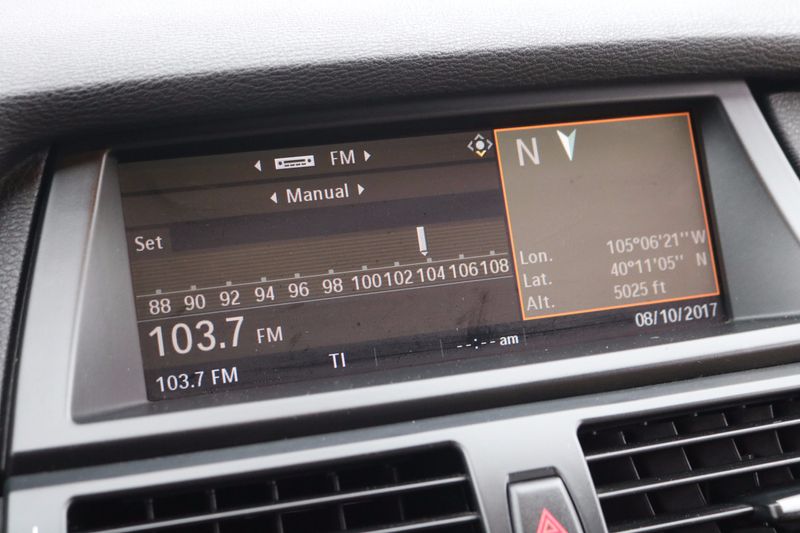 FM
Manual
Set
88 90 92 94 96 98 100 102 104 106 108
103.7 FM
TI
--:-- am
103.7 FM
N
Lon. 105°06'21'' W
Lat. 40°11'05'' N
Alt. 5025 ft
08/10/2017